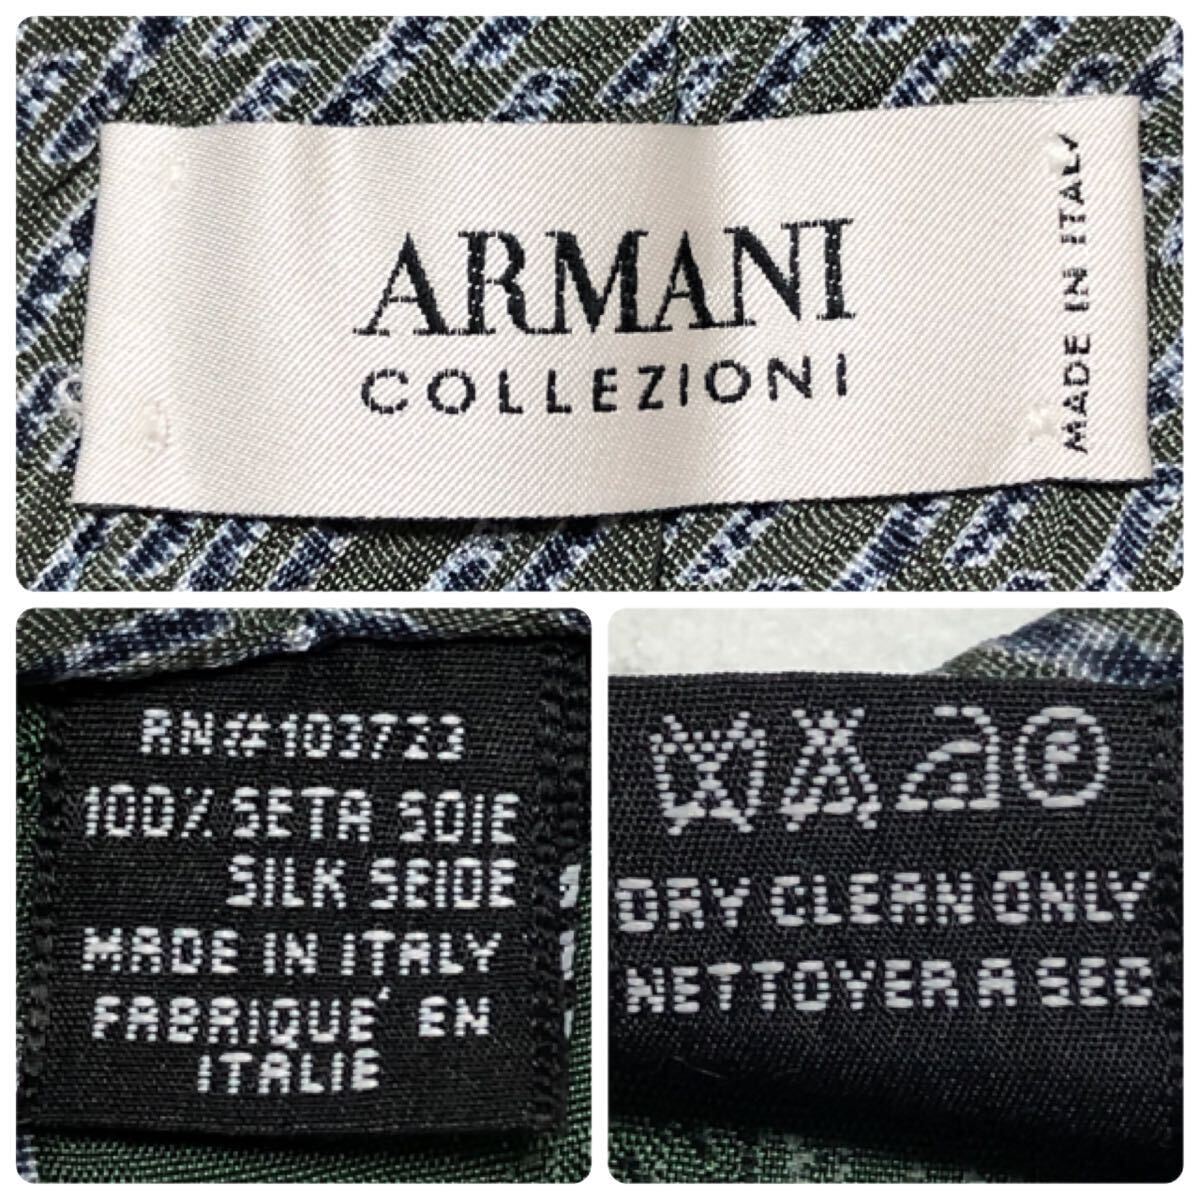 ARMANI
COLLEZIONI
MADE IN ITALY
RN#103723
100% SETA SOIE
SILK SEIDE
MADE IN ITALY
FABRIQUE' EN
ITALIE
P
DRY CLEAN ONLY
NETTOYER A SEC